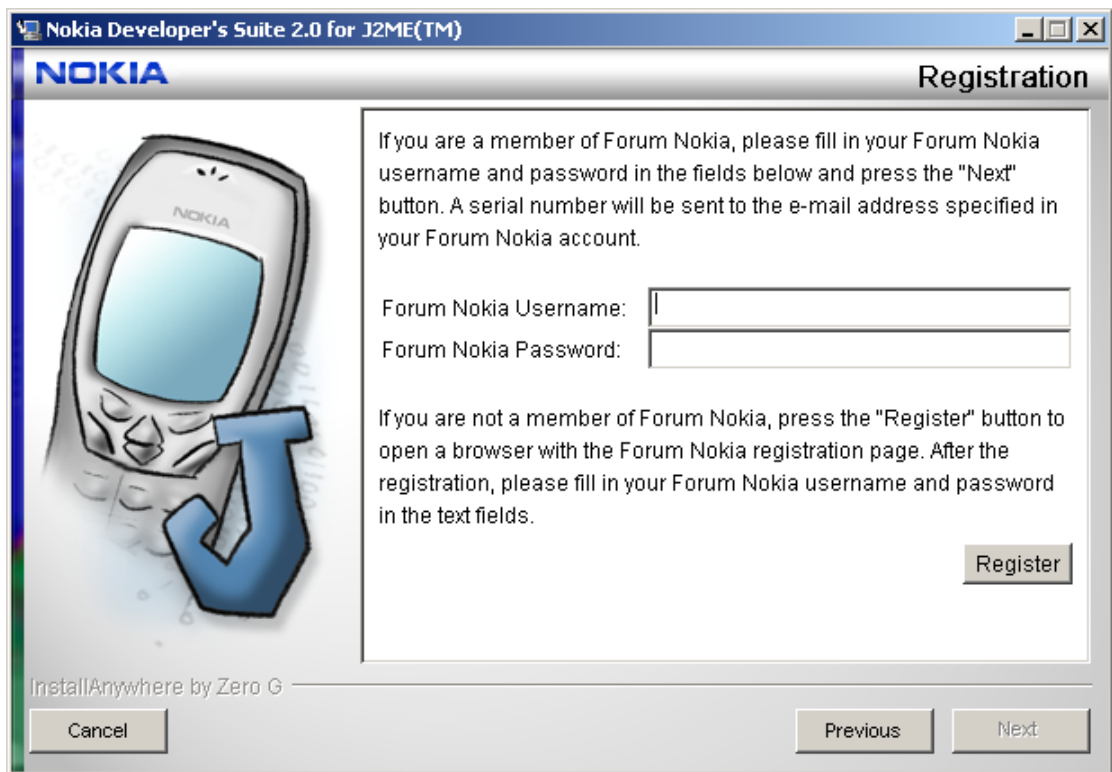 Nokia Developer's Suite 2.0 for J2ME(TM)
NOKIA
Registration
NOKIA
If you are a member of Forum Nokia, please fill in your Forum Nokia
username and password in the fields below and press the "Next"
button. A serial number will be sent to the e-mail address specified in
your Forum Nokia account.
Forum Nokia Username:
Forum Nokia Password:
If you are not a member of Forum Nokia, press the "Register" button to
open a browser with the Forum Nokia registration page. After the
registration, please fill in your Forum Nokia username and password
in the text fields.
Register
InstallAnywhere by Zero G
Cancel
Previous
Next